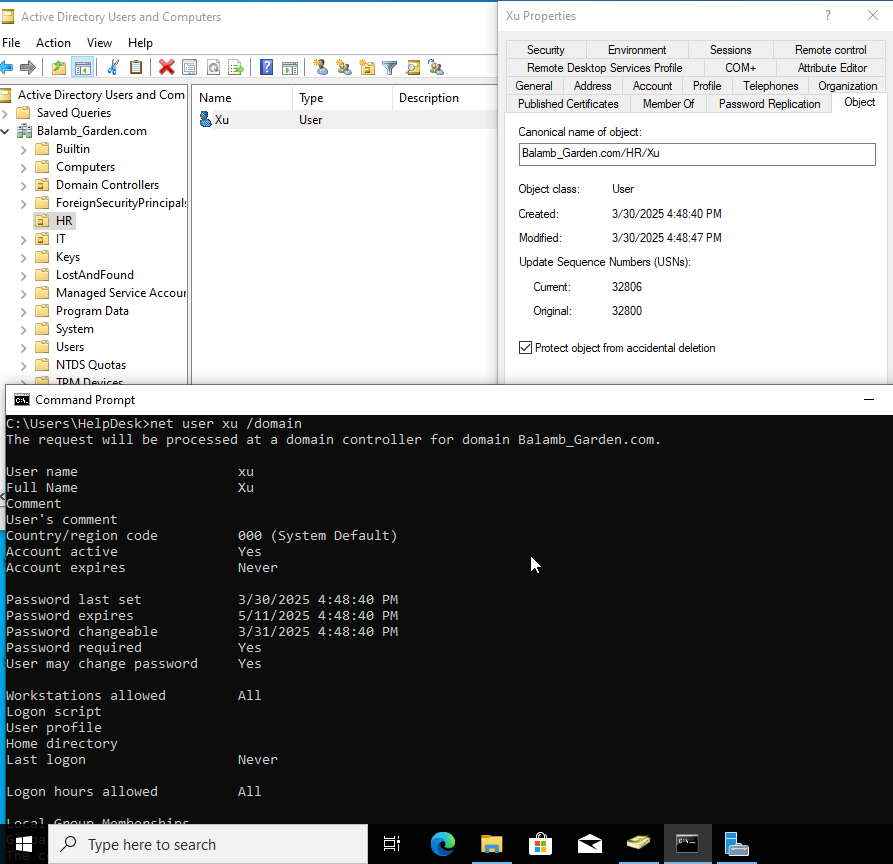 Active Directory Users and Computers
File Action View Help
Active Directory Users and Com
Saved Queries
Balamb_Garden.com
Builtin
Computers
Domain Controllers
ForeignSecurityPrincipals
HR
IT
Keys
LostAndFound
Managed Service Accour
Program Data
System
Users
NTDS Quotas
TPM Devices
Name Type Description
Xu User
Xu Properties
Security Environment Sessions Remote control
Remote Desktop Services Profile COM+ Attribute Editor
General Address Account Profile Telephones Organization
Published Certificates Member Of Password Replication Object
Canonical name of object:
Balamb_Garden.com/HR/Xu
Object class: User
Created: 3/30/2025 4:48:40 PM
Modified: 3/30/2025 4:48:47 PM
Update Sequence Numbers (USNs):
Current: 32806
Original: 32800
Protect object from accidental deletion
Command Prompt
C:\Users\HelpDesk>net user xu /domain
The request will be processed at a domain controller for domain Balamb_Garden.com.
User name xu
Full Name Xu
Comment
User's comment
Country/region code 000 (System Default)
Account active Yes
Account expires Never
Password last set 3/30/2025 4:48:40 PM
Password expires 5/11/2025 4:48:40 PM
Password changeable 3/31/2025 4:48:40 PM
Password required Yes
User may change password Yes
Workstations allowed All
Logon script
User profile
Home directory
Last logon Never
Logon hours allowed All
Local Group Memberships
Type here to search